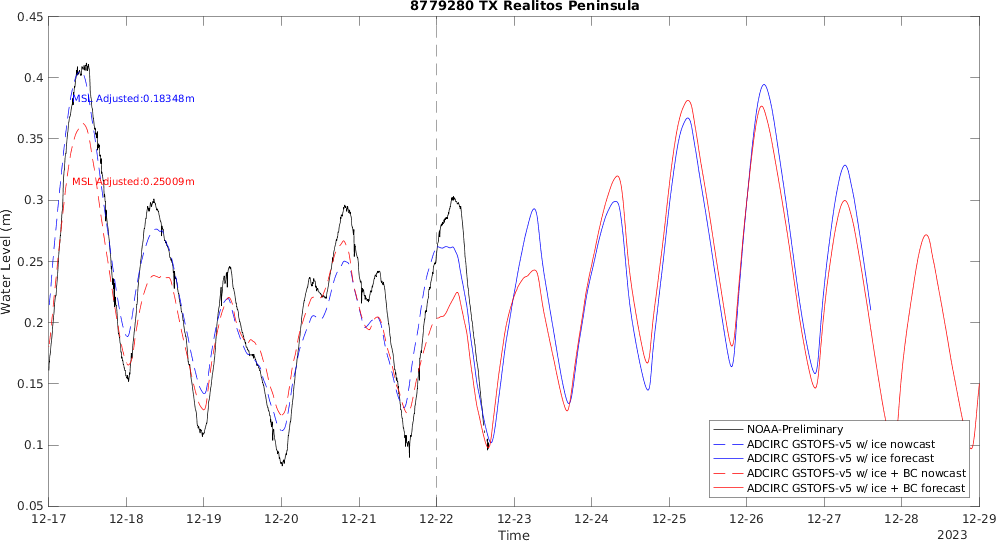 8779280 TX Realitos Peninsula
0.45
0.4
0.35
0.3
0.25
0.2
0.15
0.1
0.05
Water Level (m)
MSL Adjusted:0.18348m
MSL Adjusted:0.25009m
NOAA-Preliminary
ADCIRC GSTOFS-v5 w/ ice nowcast
ADCIRC GSTOFS-v5 w/ ice forecast
ADCIRC GSTOFS-v5 w/ ice + BC nowcast
ADCIRC GSTOFS-v5 w/ ice + BC forecast
12-17 12-18 12-19 12-20 12-21 12-22 12-23 12-24 12-25 12-26 12-27 12-28 12-29
Time
2023